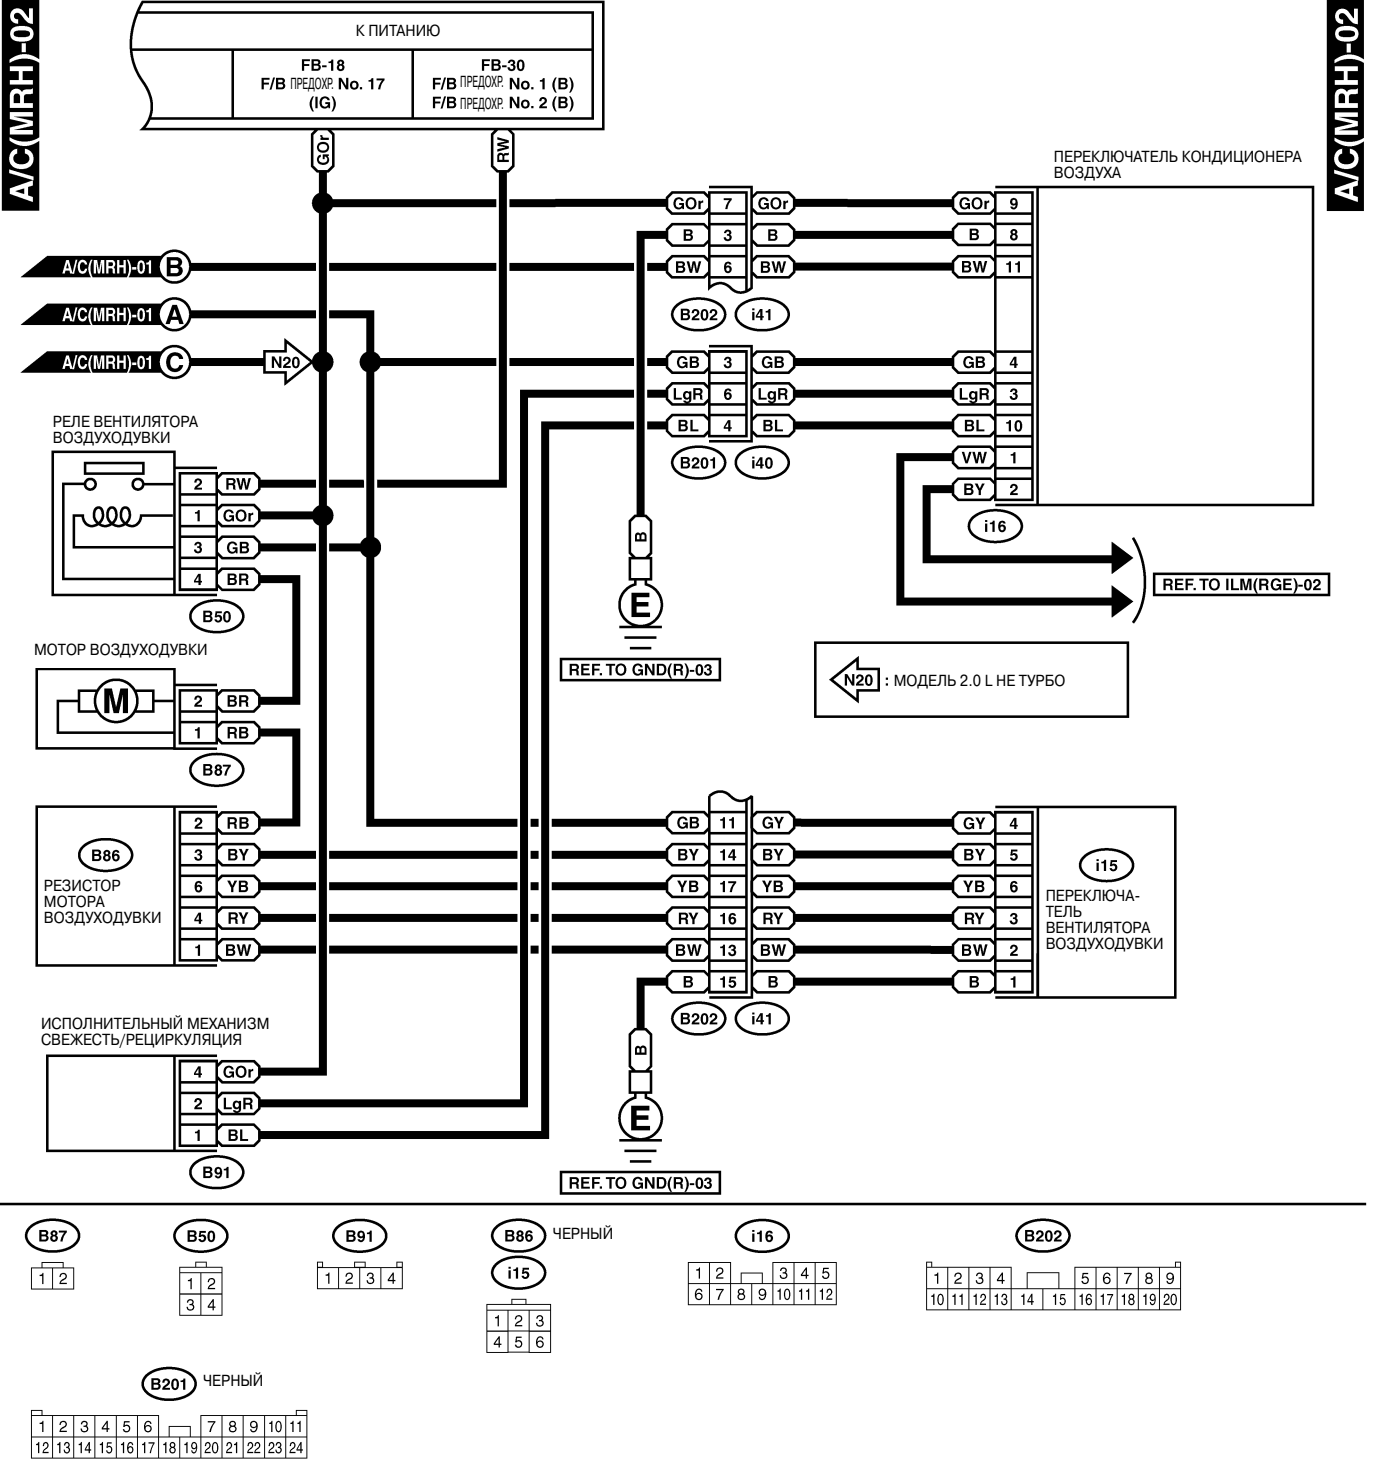 A/C(MRH)-02
A/C(MRH)-02
К ПИТАНИЮ
FB-18
F/B ПРЕДОХР. No. 17
(IG)
FB-30
F/B ПРЕДОХР. No. 1 (B)
F/B ПРЕДОХР. No. 2 (B)
GOr
RW
ПЕРЕКЛЮЧАТЕЛЬ КОНДИЦИОНЕРА
ВОЗДУХА
GOr 7 GOr GOr 9
B 3 B B 8
A/C(MRH)-01 B BW 6 BW BW 11
A/C(MRH)-01 A B202 i41
A/C(MRH)-01 C N20 GB 3 GB GB 4
LgR 6 LgR LgR 3
BL 4 BL BL 10
B201 i40
VW 1
BY 2
i16
РЕЛЕ ВЕНТИЛЯТОРА
ВОЗДУХОДУВКИ
2 RW
1 GOr
3 GB
4 BR
B50
B
E
REF. TO GND(R)-03
REF. TO ILM(RGE)-02
N20 : МОДЕЛЬ 2.0 L НЕ ТУРБО
МОТОР ВОЗДУХОДУВКИ
M
2 BR
1 RB
B87
B86
РЕЗИСТОР
МОТОРА
ВОЗДУХОДУВКИ
2 RB
3 BY
6 YB
4 RY
1 BW
GB 11 GY GY 4
BY 14 BY BY 5
YB 17 YB YB 6
RY 16 RY RY 3
BW 13 BW BW 2
B 15 B B 1
B202 i41
i15
ПЕРЕКЛЮЧА-
ТЕЛЬ
ВЕНТИЛЯТОРА
ВОЗДУХОДУВКИ
B
E
REF. TO GND(R)-03
ИСПОЛНИТЕЛЬНЫЙ МЕХАНИЗМ
СВЕЖЕСТЬ/РЕЦИРКУЛЯЦИЯ
4 GOr
2 LgR
1 BL
B91
B87
1 2
B50
1 2
3 4
B91
1 2 3 4
B86 ЧЕРНЫЙ
i15
1 2 3
4 5 6
i16
1 2 3 4 5
6 7 8 9 10 11 12
B202
1 2 3 4 5 6 7 8 9
10 11 12 13 14 15 16 17 18 19 20
B201 ЧЕРНЫЙ
1 2 3 4 5 6 7 8 9 10 11
12 13 14 15 16 17 18 19 20 21 22 23 24